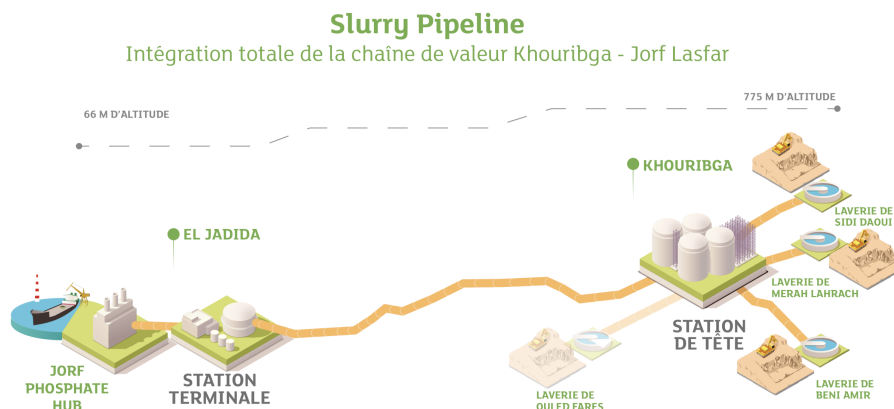 Slurry Pipeline
Intégration totale de la chaîne de valeur Khouribga - Jorf Lasfar
775 M D'ALTITUDE
66 M D'ALTITUDE
KHOURIBGA
LAVERIE DE
SIDI DAOUI
EL JADIDA
LAVERIE DE
MERAH LAHRACH
STATION
DE TÊTE
JORF
PHOSPHATE
HUB
STATION
TERMINALE
LAVERIE DE
OULED FARES
LAVERIE DE
BENI AMIR